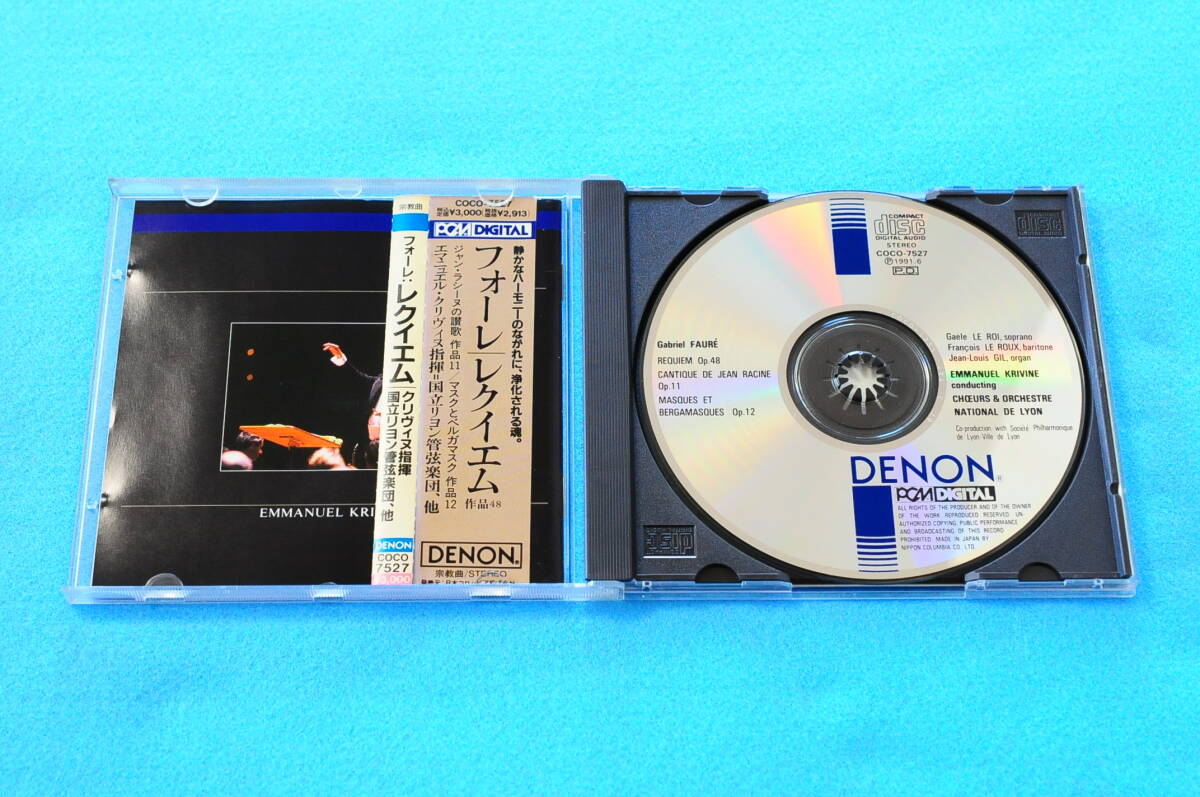 EMMANUEL KRI
宗教曲
フォーレ:レクイエム
クリヴィヌ指揮
国立リヨン管弦楽団、他
DENON
COCO
7527
¥3,000
COCO-7527
税込定価¥3,000(税抜¥2,913)
PCM DIGITAL
静かなハーモニーのながれに、浄化される魂。
フォーレ/レクイエム 作品48
ジャン・ラシーヌの讃歌 作品11/マスクとベルガマスク 作品12
エマニュエル・クリヴィヌ指揮=国立リヨン管弦楽団、他
DENON®
宗教曲/STEREO
COMPACT
disc
DIGITAL AUDIO
STEREO
COCO-7527
Ⓟ1991.6
P.D.
Gabriel FAURÉ
REQUIEM Op.48
CANTIQUE DE JEAN RACINE
Op.11
MASQUES ET
BERGAMASQUES Op.12
Gaele LE ROI, soprano
François LE ROUX, baritone
Jean-Louis GIL, organ
EMMANUEL KRIVINE
conducting
CHŒURS & ORCHESTRE
NATIONAL DE LYON
Co-production with Société Philharmonique
de Lyon-Ville de Lyon
DENON®
PCM DIGITAL
ALL RIGHTS OF THE PRODUCER AND OF THE OWNER
OF THE WORK REPRODUCED RESERVED. UN-
AUTHORIZED COPYING, PUBLIC PERFORMANCE
AND BROADCASTING OF THIS RECORD
PROHIBITED. MADE IN JAPAN BY
NIPPON COLUMBIA CO. LTD.